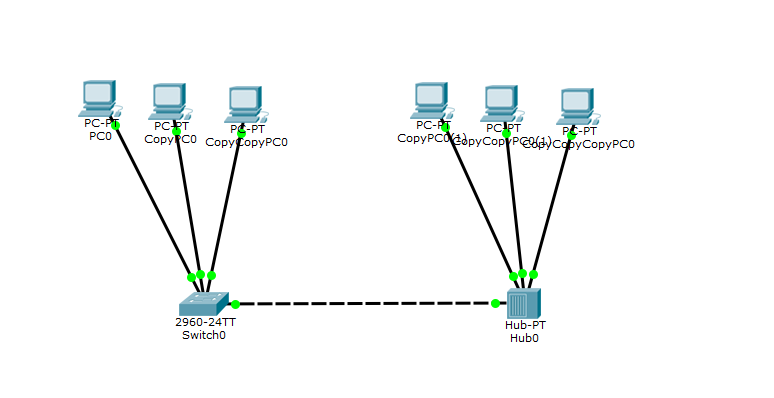 PC-PT
PC0
PC-PT
CopyPC0
PC-PT
CopyCopyPC0
PC-PT
CopyPC0(1)
PC-PT
CopyCopyPC0(1)
PC-PT
CopyCopyCopyPC0
2960-24TT
Switch0
Hub-PT
Hub0